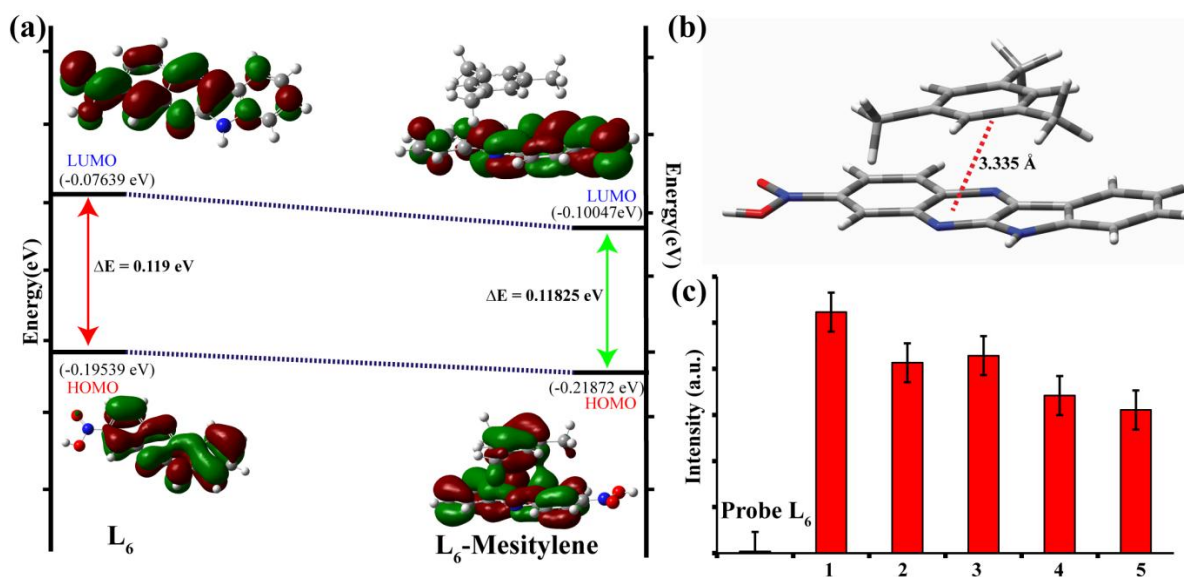 (a)
LUMO
(-0.07639 eV)
LUMO
(-0.10047eV)
Energy(eV)
Energy(eV)
ΔE = 0.119 eV
ΔE = 0.11825 eV
(-0.19539 eV)
HOMO
(-0.21872 eV)
HOMO
L6
L6-Mesitylene
(b)
3.335 Å
(c)
Intensity (a.u.)
Probe L6
1 2 3 4 5